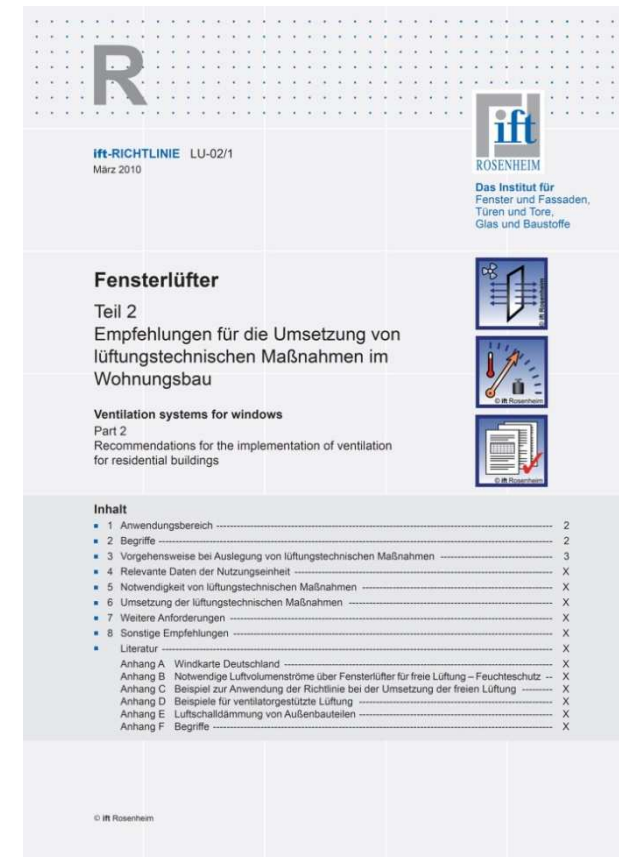 R
ift-RICHTLINIE LU-02/1
März 2010
ift
ROSENHEIM
Das Institut für
Fenster und Fassaden,
Türen und Tore,
Glas und Baustoffe
Fensterlüfter
Teil 2
Empfehlungen für die Umsetzung von
lüftungstechnischen Maßnahmen im
Wohnungsbau
Ventilation systems for windows
Part 2
Recommendations for the implementation of ventilation
for residential buildings
© ift Rosenheim
© ift Rosenheim
© ift Rosenheim
Inhalt
1 Anwendungsbereich 2
2 Begriffe 2
3 Vorgehensweise bei Auslegung von lüftungstechnischen Maßnahmen 3
4 Relevante Daten der Nutzungseinheit X
5 Notwendigkeit von lüftungstechnischen Maßnahmen X
6 Umsetzung der lüftungstechnischen Maßnahmen X
7 Weitere Anforderungen X
8 Sonstige Empfehlungen X
Literatur X
Anhang A Windkarte Deutschland X
Anhang B Notwendige Luftvolumenströme über Fensterlüfter für freie Lüftung – Feuchteschutz X
Anhang C Beispiel zur Anwendung der Richtlinie bei der Umsetzung der freien Lüftung X
Anhang D Beispiele für ventilatorgestützte Lüftung X
Anhang E Luftschalldämmung von Außenbauteilen X
Anhang F Begriffe X
© ift Rosenheim